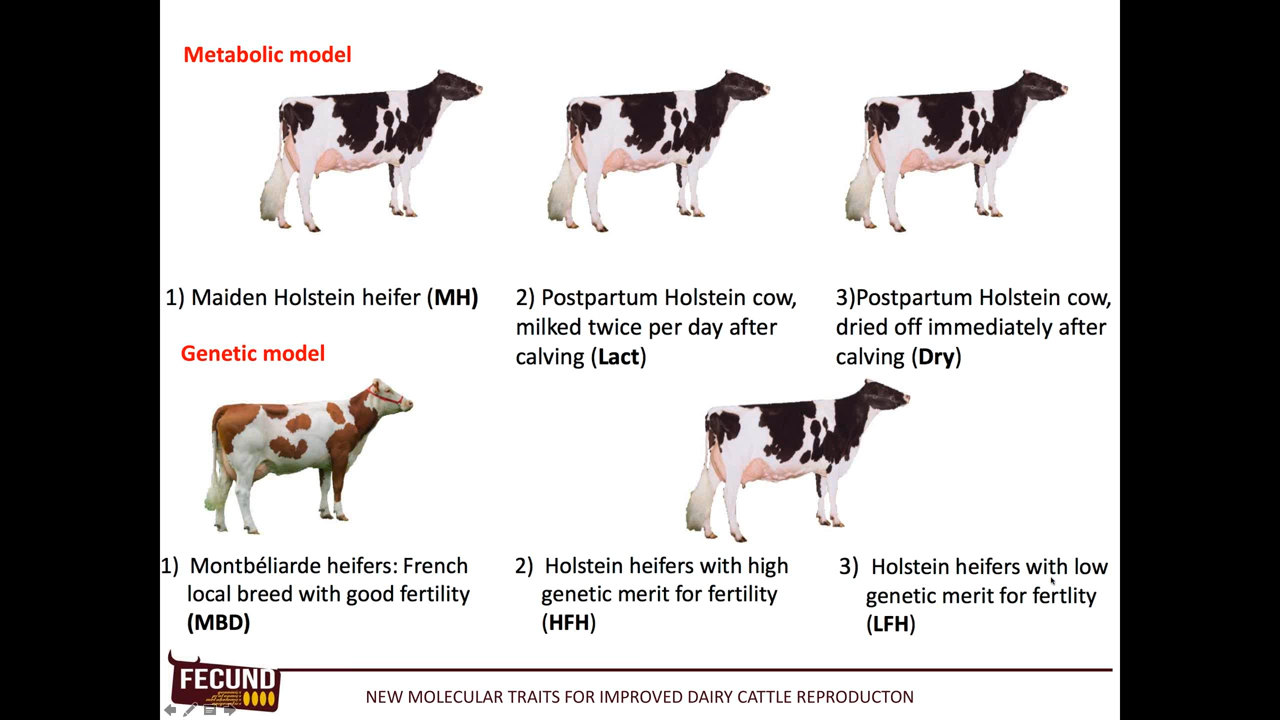 Metabolic model
1) Maiden Holstein heifer (MH)
2) Postpartum Holstein cow,
milked twice per day after
calving (Lact)
3)Postpartum Holstein cow,
dried off immediately after
calving (Dry)
Genetic model
1) Montbéliarde heifers: French
local breed with good fertility
(MBD)
2) Holstein heifers with high
genetic merit for fertility
(HFH)
3) Holstein heifers with low
genetic merit for fertlity
(LFH)
FECUND
NEW MOLECULAR TRAITS FOR IMPROVED DAIRY CATTLE REPRODUCTON